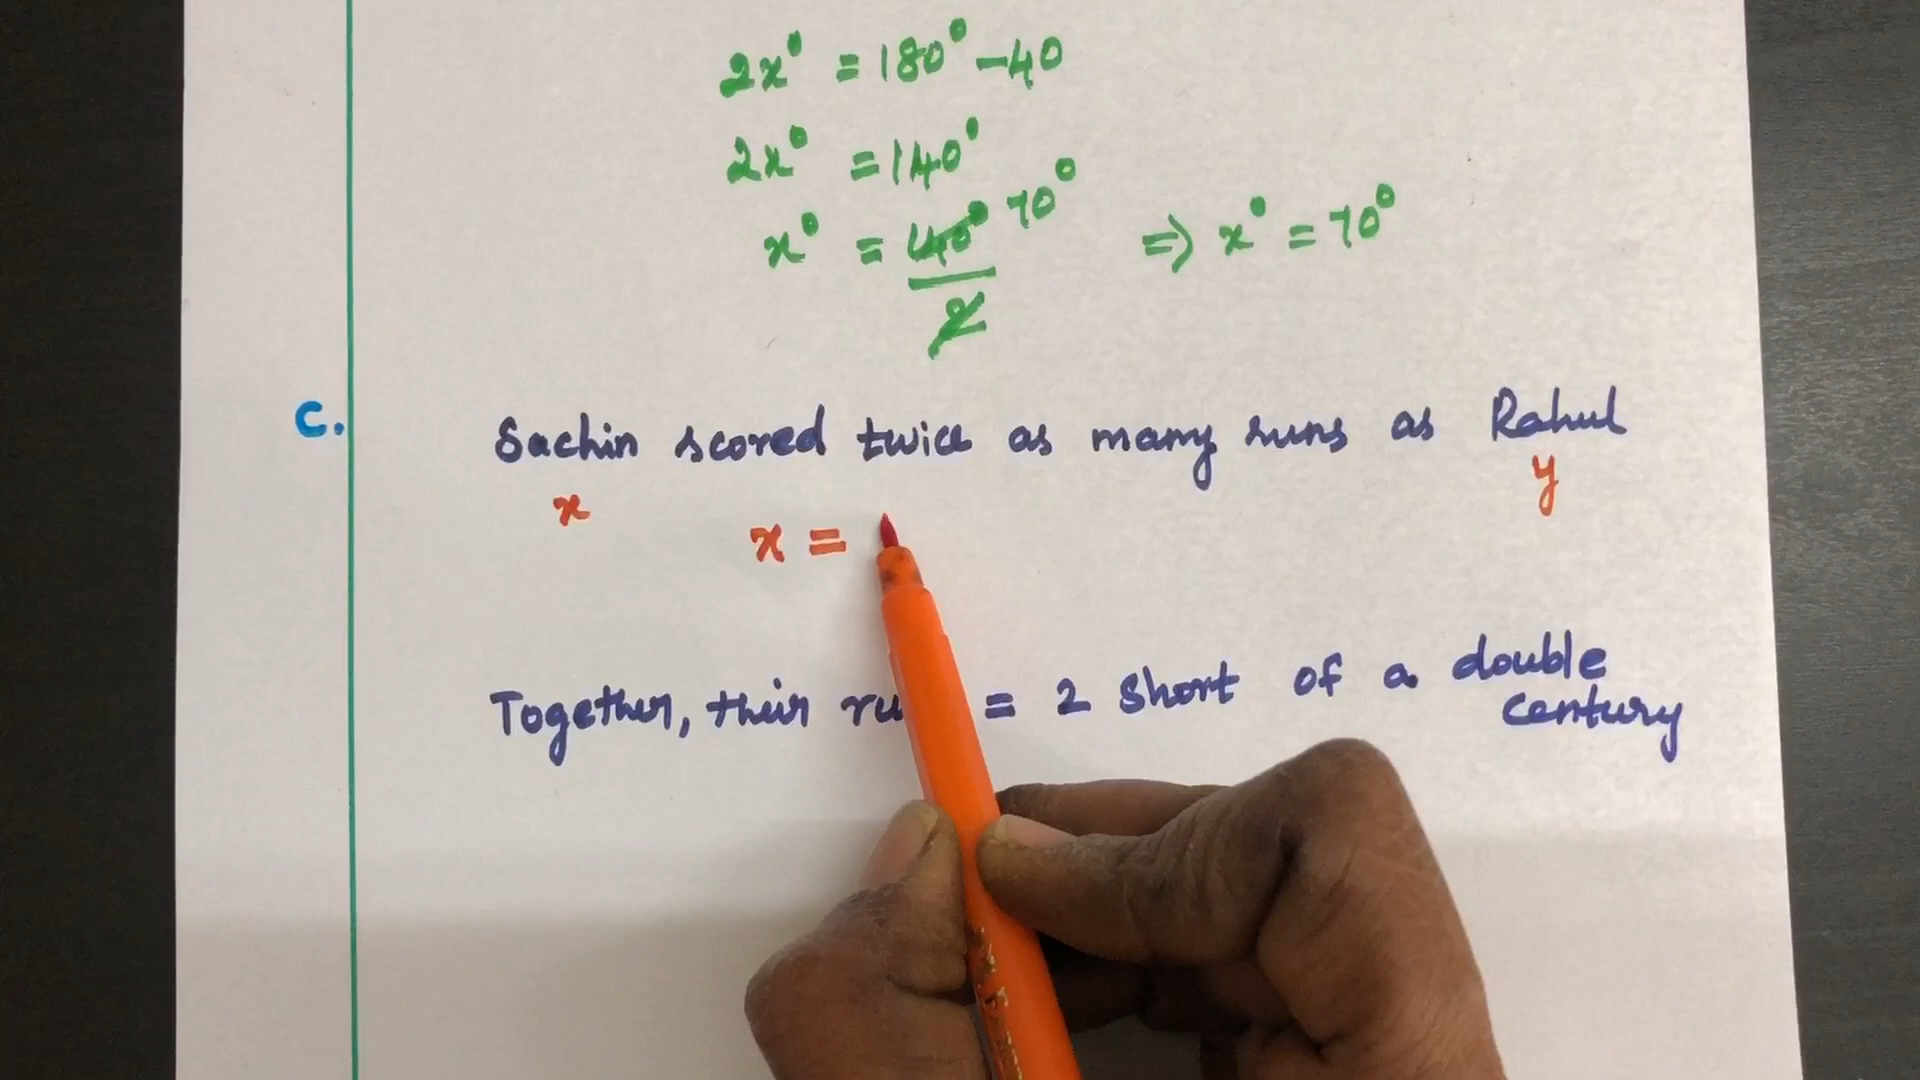 2x° = 180° - 40
2x° = 140°
x° = 140° 70° ⇒ x° = 70°
2
C. Sachin scored twice as many runs as Rahul
x y
x =
Together, their ru = 2 short of a double
century